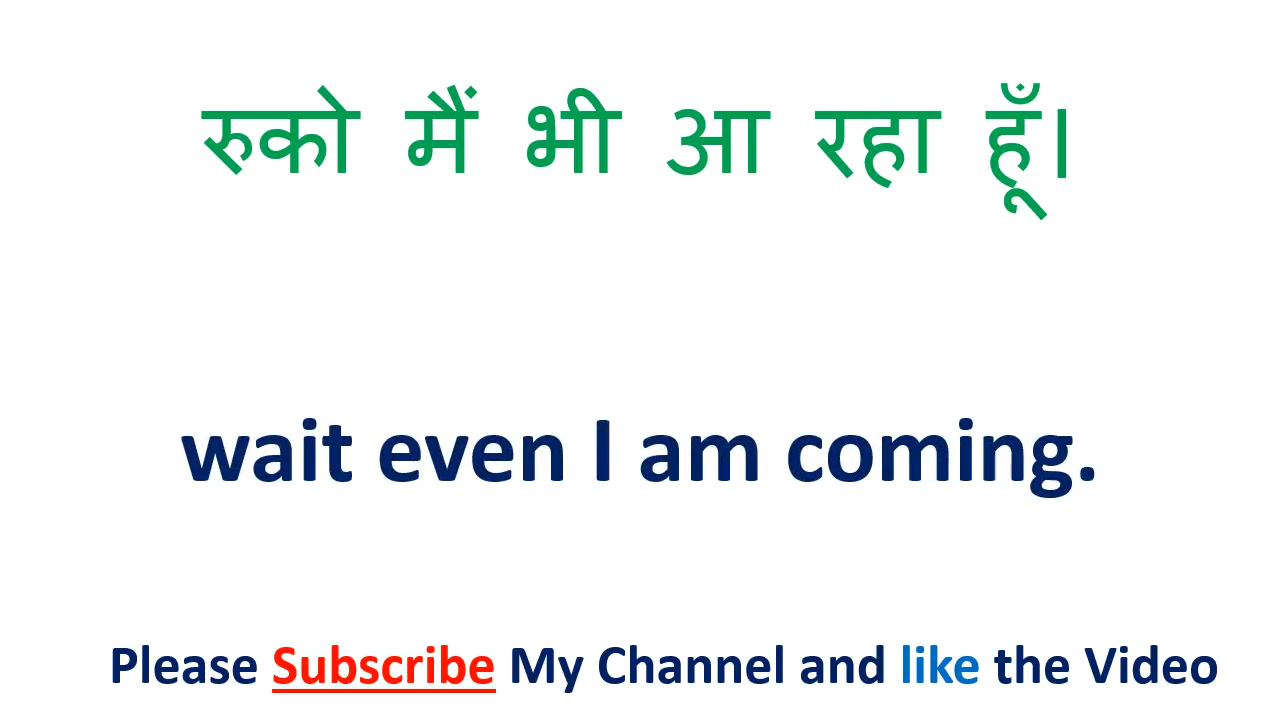 रुको मैं भी आ रहा हूँ।
wait even I am coming.
Please Subscribe My Channel and like the Video